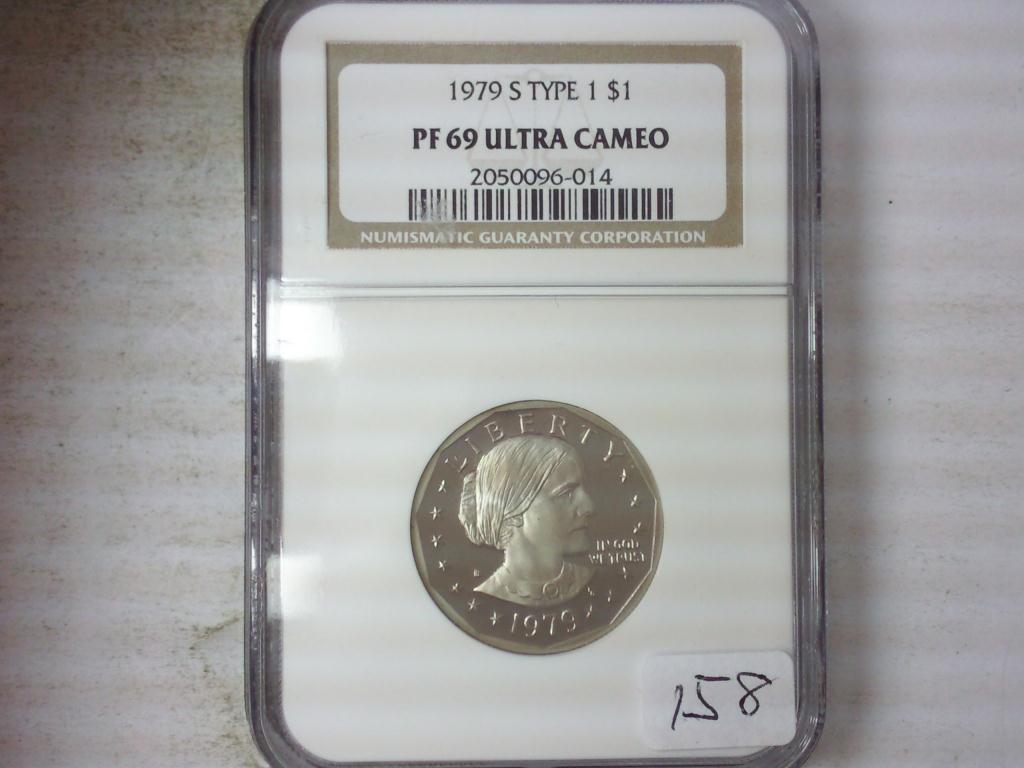 1979 S TYPE 1 $1
PF 69 ULTRA CAMEO
2050096-014
NUMISMATIC GUARANTY CORPORATION
LIBERTY
IN GOD
WE TRUST
1979
158